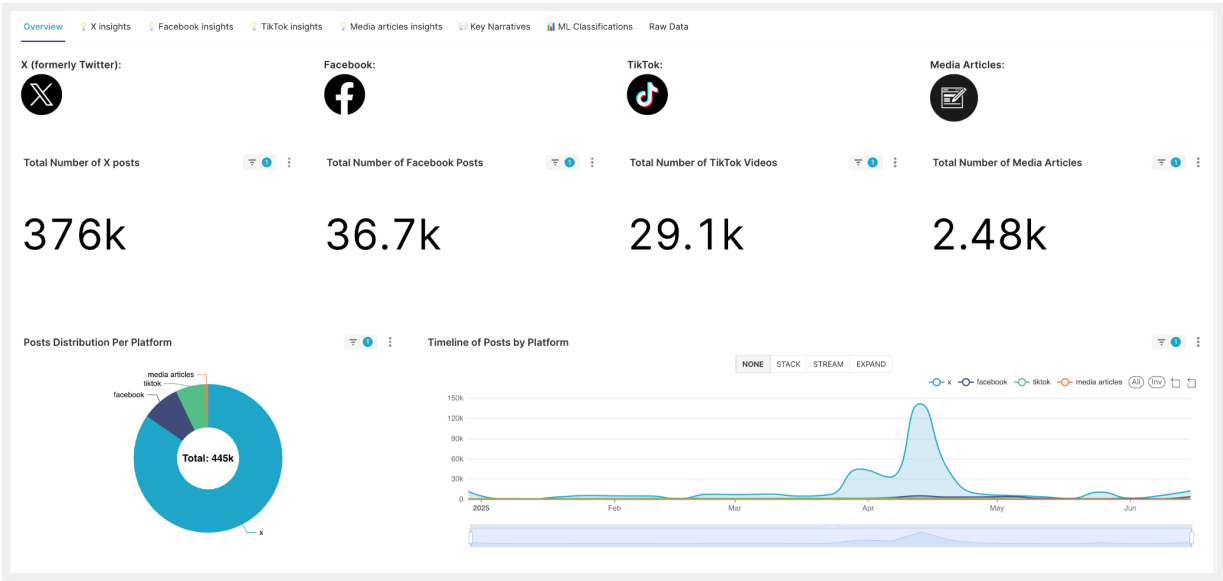 Overview
X insights
Facebook insights
TikTok insights
Media articles insights
Key Narratives
ML Classifications
Raw Data
X (formerly Twitter):
Facebook:
TikTok:
Media Articles:
Total Number of X posts
1
Total Number of Facebook Posts
1
Total Number of TikTok Videos
1
Total Number of Media Articles
1
376k
36.7k
29.1k
2.48k
Posts Distribution Per Platform
1
Timeline of Posts by Platform
1
NONE
STACK
STREAM
EXPAND
media articles
tiktok
facebook
Total: 445k
x
x
facebook
tiktok
media articles
All
Inv
150k
120k
90k
60k
30k
0
2025
Feb
Mar
Apr
May
Jun